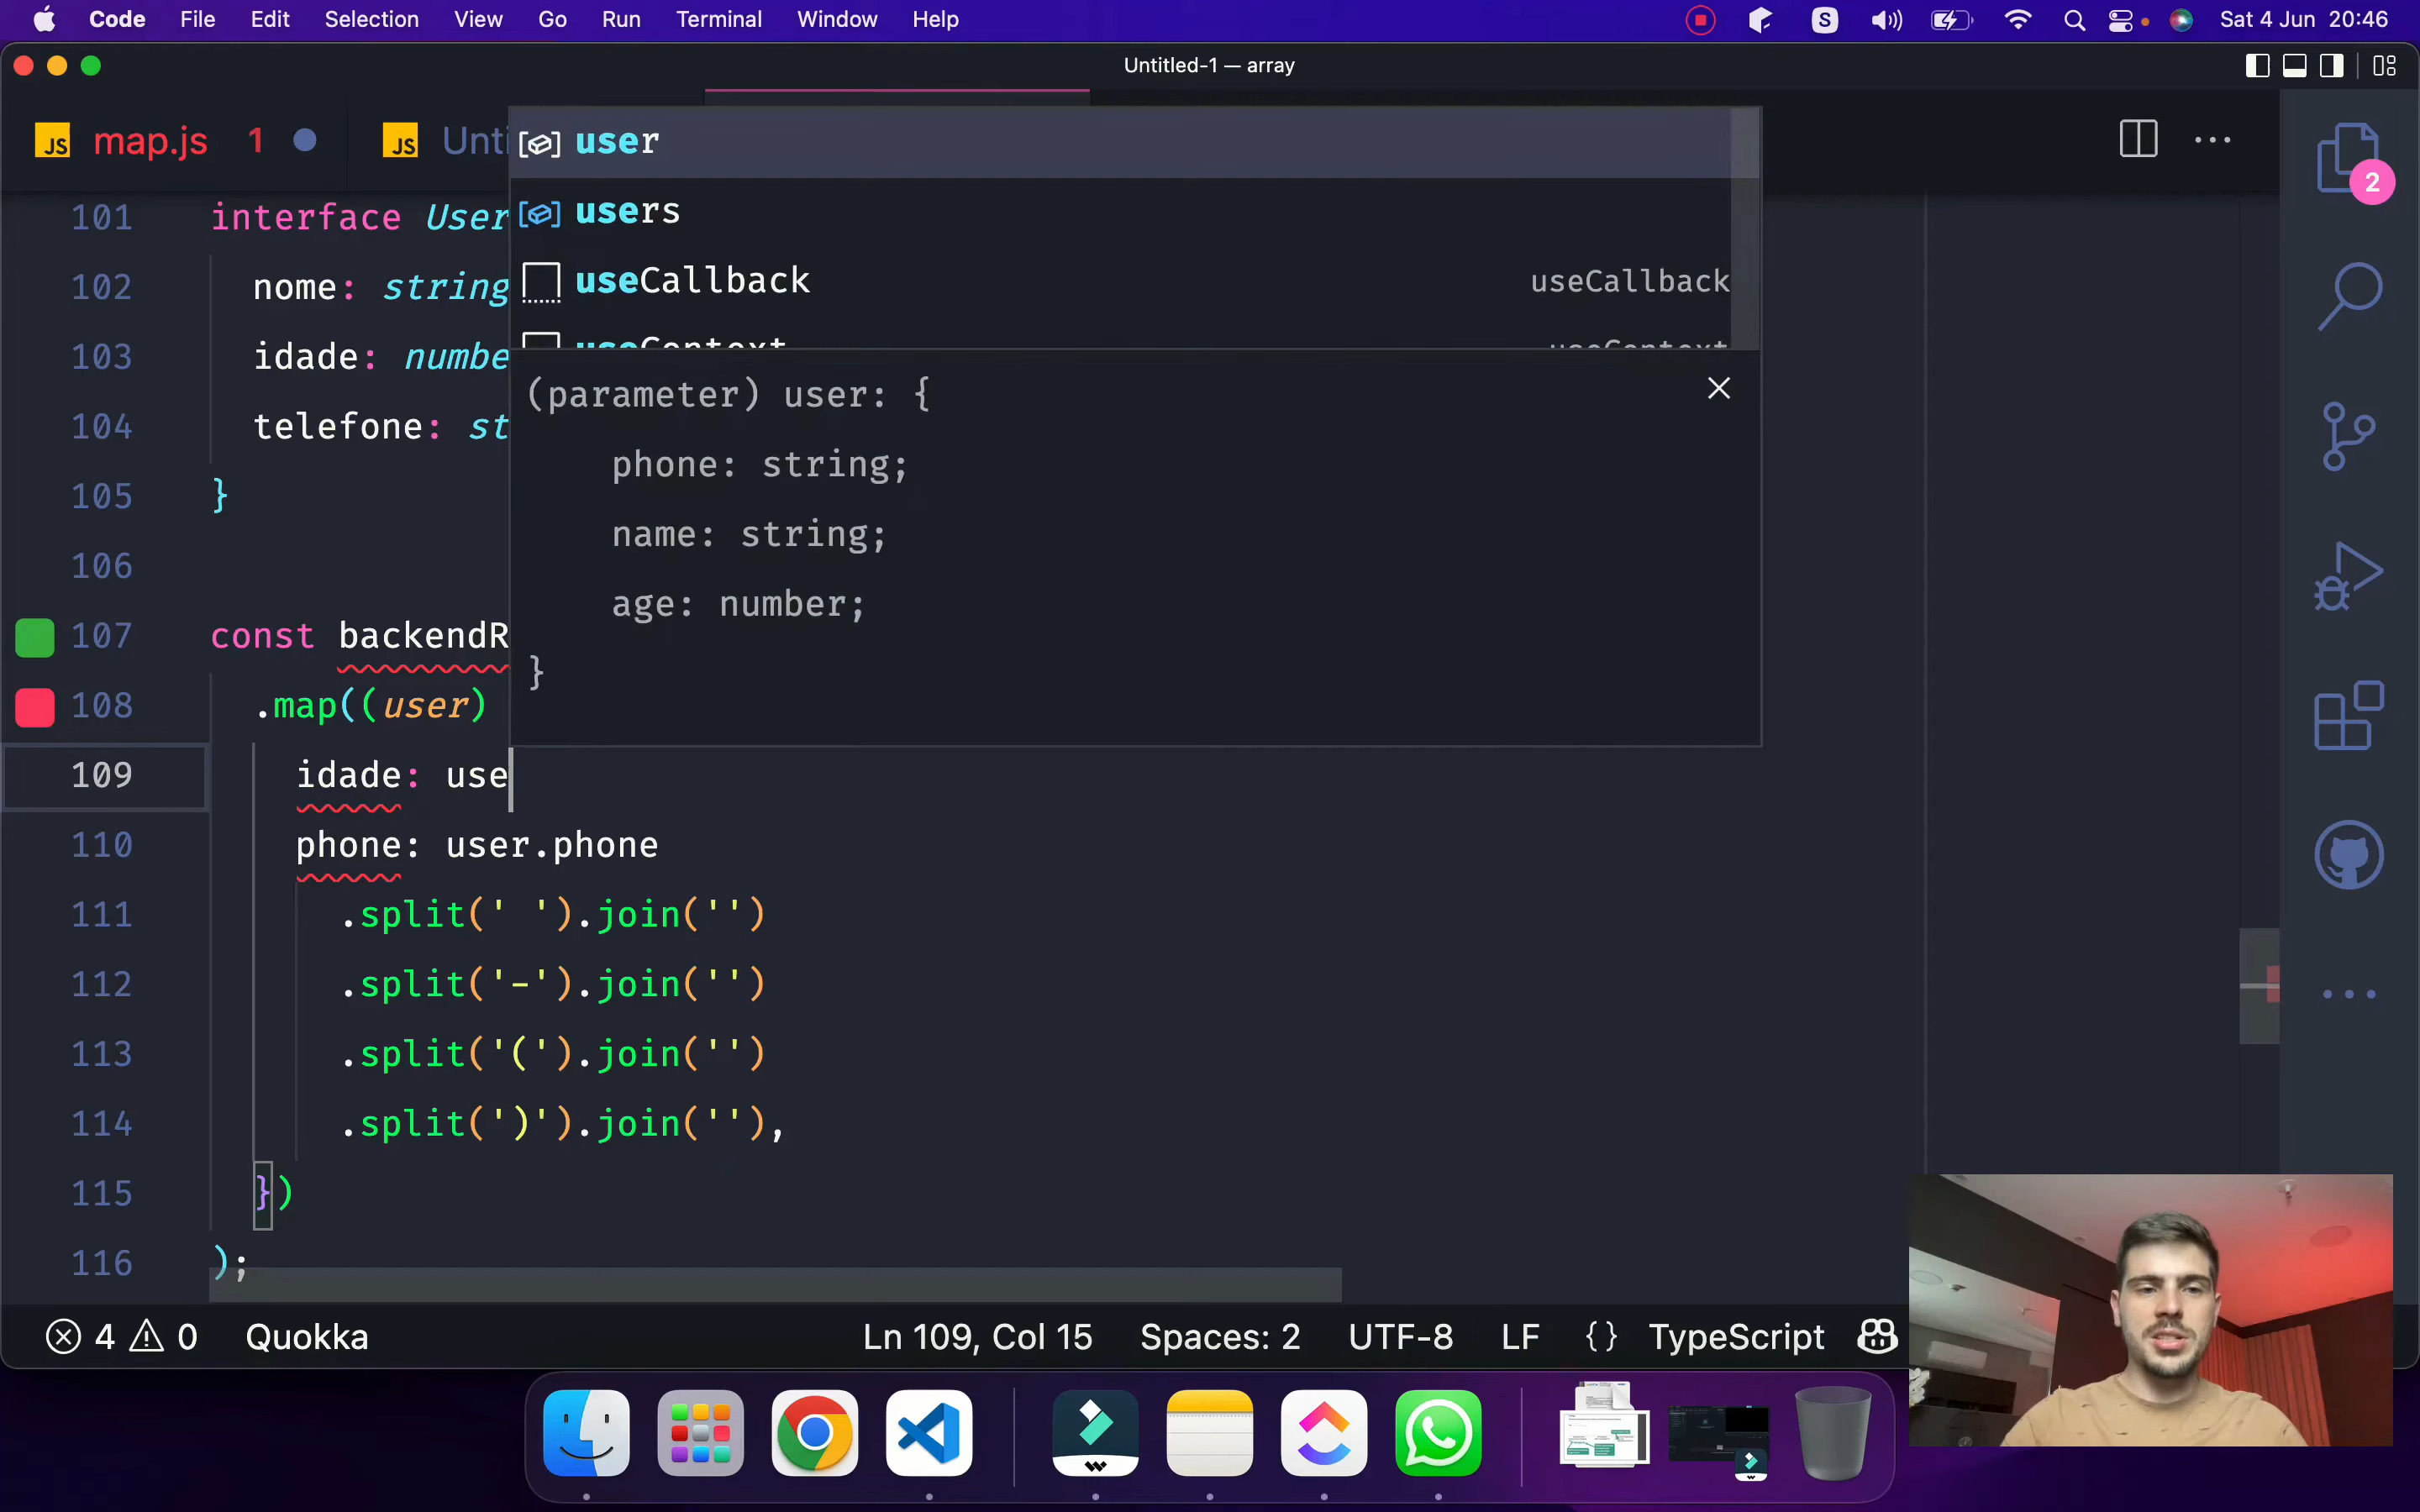 Code File Edit Selection View Go Run Terminal Window Help S Sat 4 Jun 20:46
Untitled-1 — array
JS map.js 1 JS Unti
user
users
useCallback useCallback
useContext useContext
2
(parameter) user: {
phone: string;
name: string;
age: number;
}
101 interface User
102 nome: string
103 idade: numbe
104 telefone: st
105 }
106
107 const backendR
108 .map((user)
109 idade: use
110 phone: user.phone
111 .split(' ').join('')
112 .split('-').join('')
113 .split('(').join('')
114 .split(')').join(''),
115 })
116 );
4 0 Quokka Ln 109, Col 15 Spaces: 2 UTF-8 LF {} TypeScript